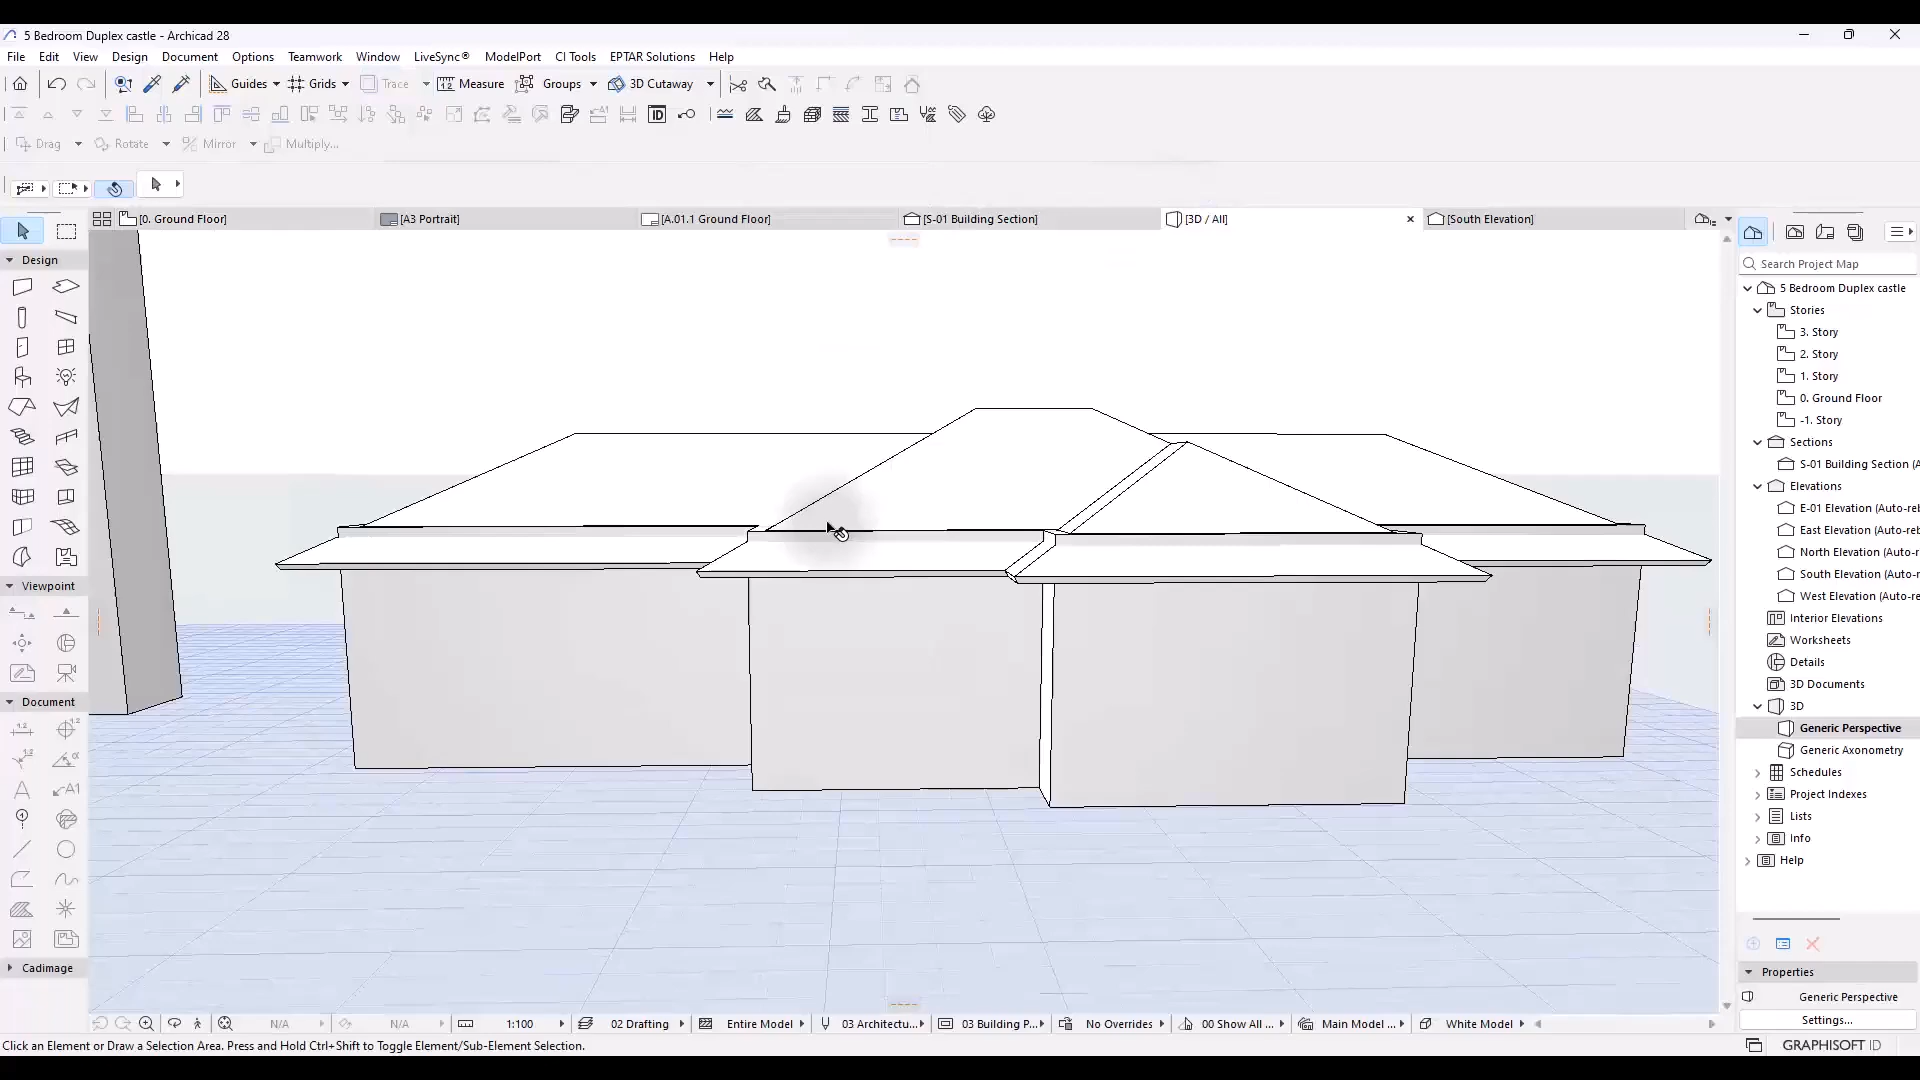 5 Bedroom Duplex castle - Archicad 28
File Edit View Design Document Options Teamwork Window LiveSync® ModelPort CI Tools EPTAR Solutions Help
Guides Grids Trace Measure Groups 3D Cutaway
ID
Drag Rotate Mirror Multiply...
[0. Ground Floor] [A3 Portrait] [A.01.1 Ground Floor] [S-01 Building Section] [3D / All] [South Elevation]
Design
Viewpoint
Document
Cadimage
Search Project Map
5 Bedroom Duplex castle
Stories
3. Story
2. Story
1. Story
0. Ground Floor
-1. Story
Sections
S-01 Building Section (A
Elevations
E-01 Elevation (Auto-reb
East Elevation (Auto-reb
North Elevation (Auto-r
South Elevation (Auto-r
West Elevation (Auto-re
Interior Elevations
Worksheets
Details
3D Documents
3D
Generic Perspective
Generic Axonometry
Schedules
Project Indexes
Lists
Info
Help
Properties
Generic Perspective
Settings...
N/A N/A 1:100 02 Drafting Entire Model 03 Architectu... 03 Building P... No Overrides 00 Show All ... Main Model ... White Model
Click an Element or Draw a Selection Area. Press and Hold Ctrl+Shift to Toggle Element/Sub-Element Selection.
GRAPHISOFT ID